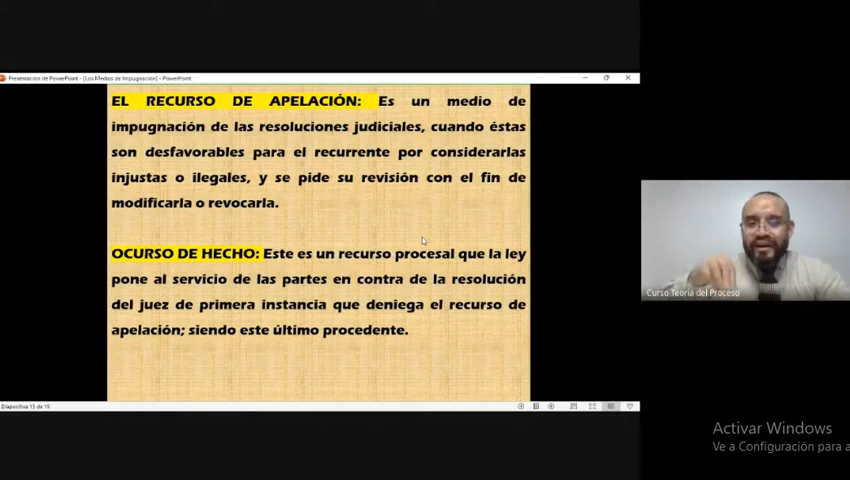 Presentación de PowerPoint - [Los Medios de Impugnación] - PowerPoint
EL RECURSO DE APELACIÓN: Es un medio de
impugnación de las resoluciones judiciales, cuando éstas
son desfavorables para el recurrente por considerarlas
injustas o ilegales, y se pide su revisión con el fin de
modificarla o revocarla.
OCURSO DE HECHO: Este es un recurso procesal que la ley
pone al servicio de las partes en contra de la resolución
del juez de primera instancia que deniega el recurso de
apelación; siendo este último procedente.
Curso Teoría del Proceso
Diapositiva 15 de 19
Activar Windows
Ve a Configuración para a